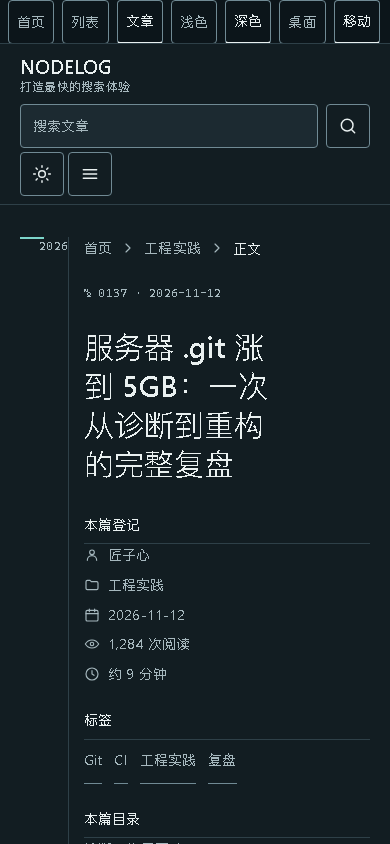 首页 列表 文章 浅色 深色 桌面 移动
NODELOG
打造最快的搜索体验
搜索文章
2026
首页 > 工程实践 > 正文
№ 0137 · 2026-11-12
服务器 .git 涨
到 5GB：一次
从诊断到重构
的完整复盘
本篇登记
匠子心
工程实践
2026-11-12
1,284 次阅读
约 9 分钟
标签
Git CI 工程实践 复盘
本篇目录